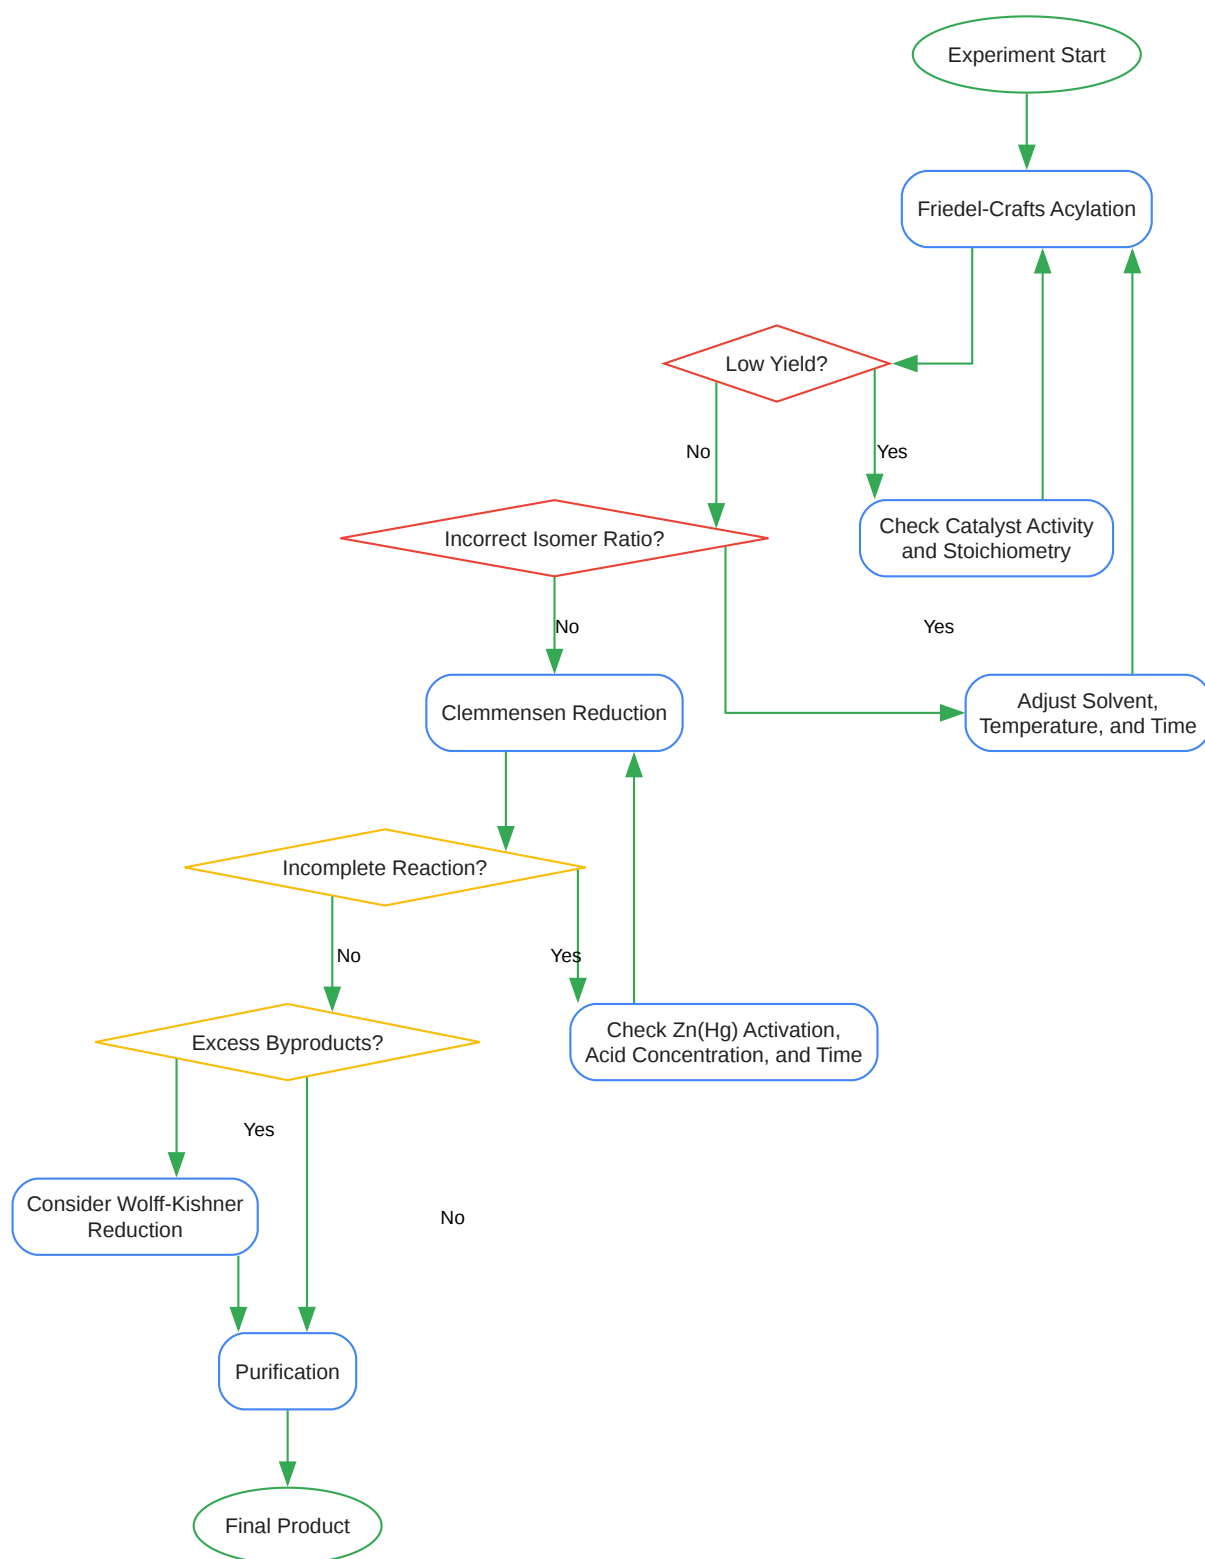 Experiment Start
Friedel-Crafts Acylation
Low Yield?
No
Yes
Check Catalyst Activity
and Stoichiometry
Incorrect Isomer Ratio?
No
Yes
Clemmensen Reduction
Adjust Solvent,
Temperature, and Time
Incomplete Reaction?
No
Yes
Check Zn(Hg) Activation,
Acid Concentration, and Time
Excess Byproducts?
Yes
Consider Wolff-Kishner
Reduction
No
Purification
Final Product